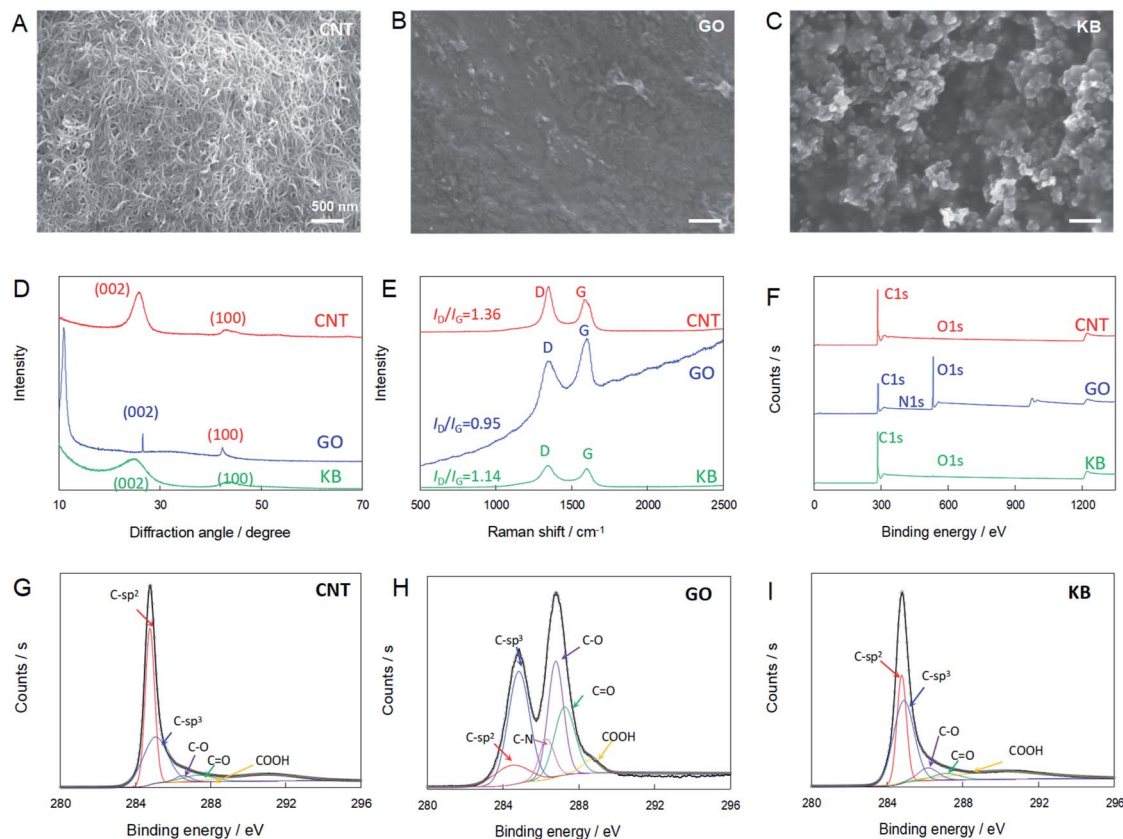 A
CNT
500 nm
B
GO
C
KB
D
(002)
(100)
CNT
(002)
(100)
GO
(002)
(100)
KB
Intensity
10 30 50 70
Diffraction angle / degree
E
D G
I_D/I_G=1.36
CNT
D G
GO
I_D/I_G=0.95
D G
I_D/I_G=1.14
KB
Intensity
500 1000 1500 2000 2500
Raman shift / cm⁻¹
F
C1s
O1s
CNT
C1s
N1s
O1s
GO
C1s
O1s
KB
Counts / s
0 300 600 900 1200
Binding energy / eV
G
CNT
C-sp²
C-sp³
C-O
C=O
COOH
Counts / s
280 284 288 292 296
Binding energy / eV
H
GO
C-sp³
C-O
C=O
C-sp²
C-N
COOH
Counts / s
280 284 288 292 296
Binding energy / eV
I
KB
C-sp²
C-sp³
C-O
C=O
COOH
Counts / s
280 284 288 292 296
Binding energy / eV